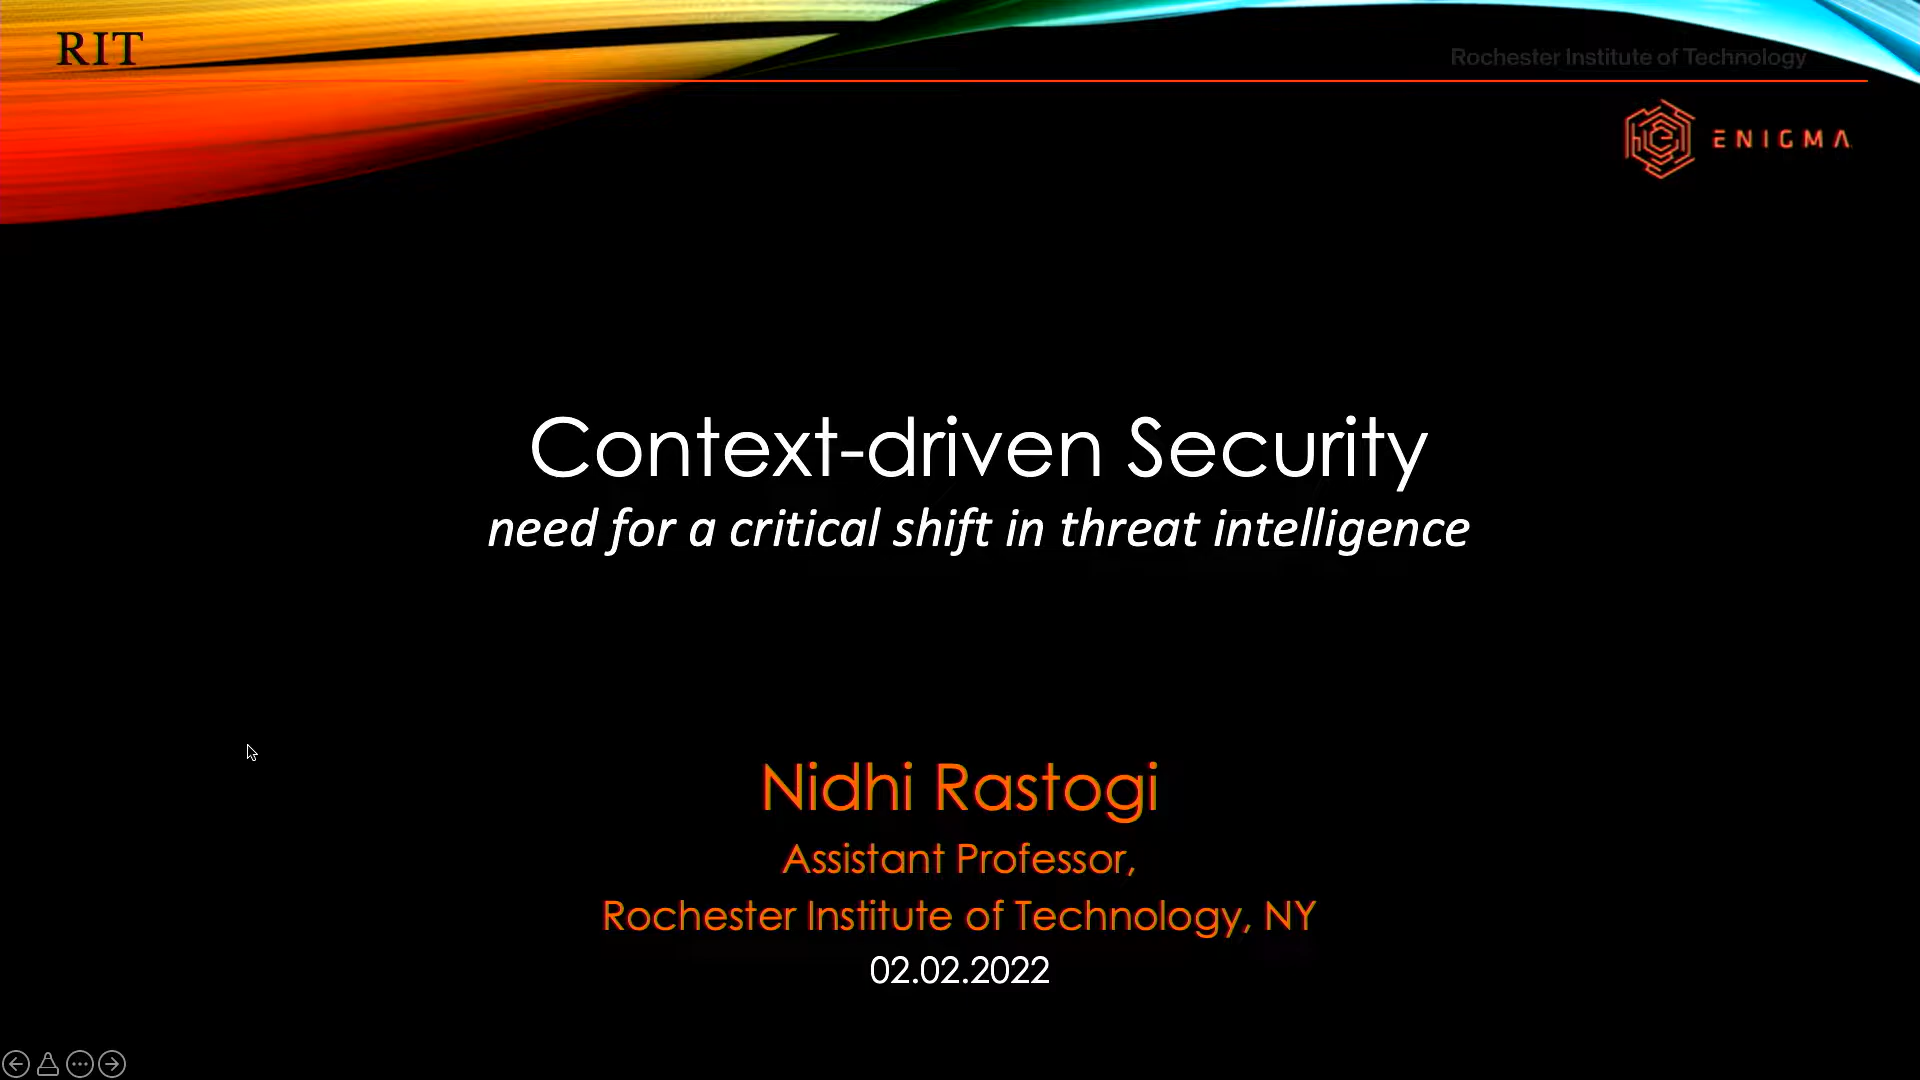 RIT
Rochester Institute of Technology
ENIGMA
Context-driven Security
need for a critical shift in threat intelligence
Nidhi Rastogi
Assistant Professor,
Rochester Institute of Technology, NY
02.02.2022